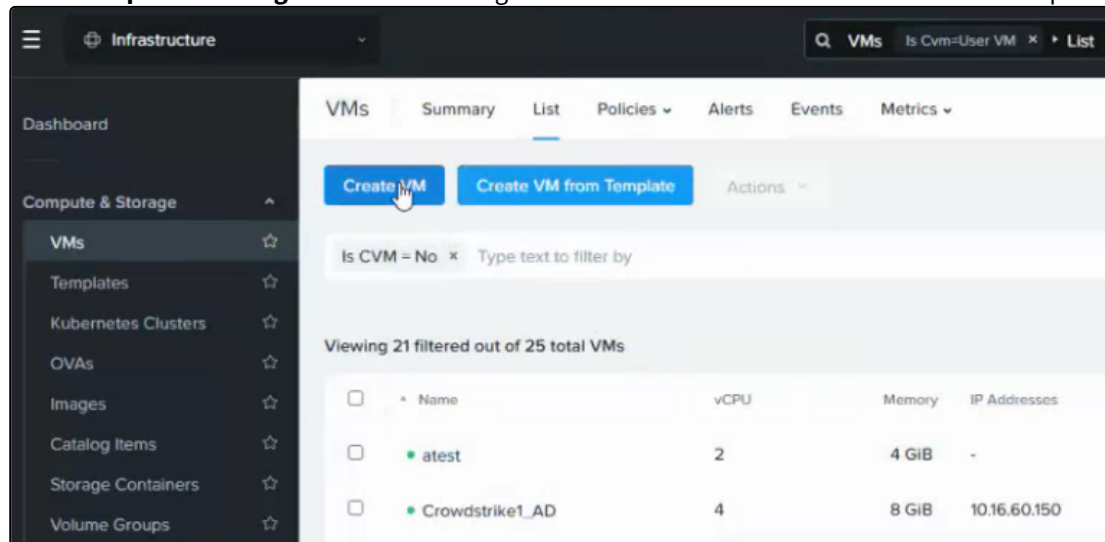 Infrastructure
VMs Is Cvm=User VM × List
Dashboard
VMs Summary List Policies Alerts Events Metrics
Create VM Create VM from Template Actions
Compute & Storage
VMs
Is CVM = No × Type text to filter by
Templates
Kubernetes Clusters
Viewing 21 filtered out of 25 total VMs
OVAs
Images
Name vCPU Memory IP Addresses
Catalog Items
atest 2 4 GiB -
Storage Containers
Crowdstrike1_AD 4 8 GiB 10.16.60.150
Volume Groups